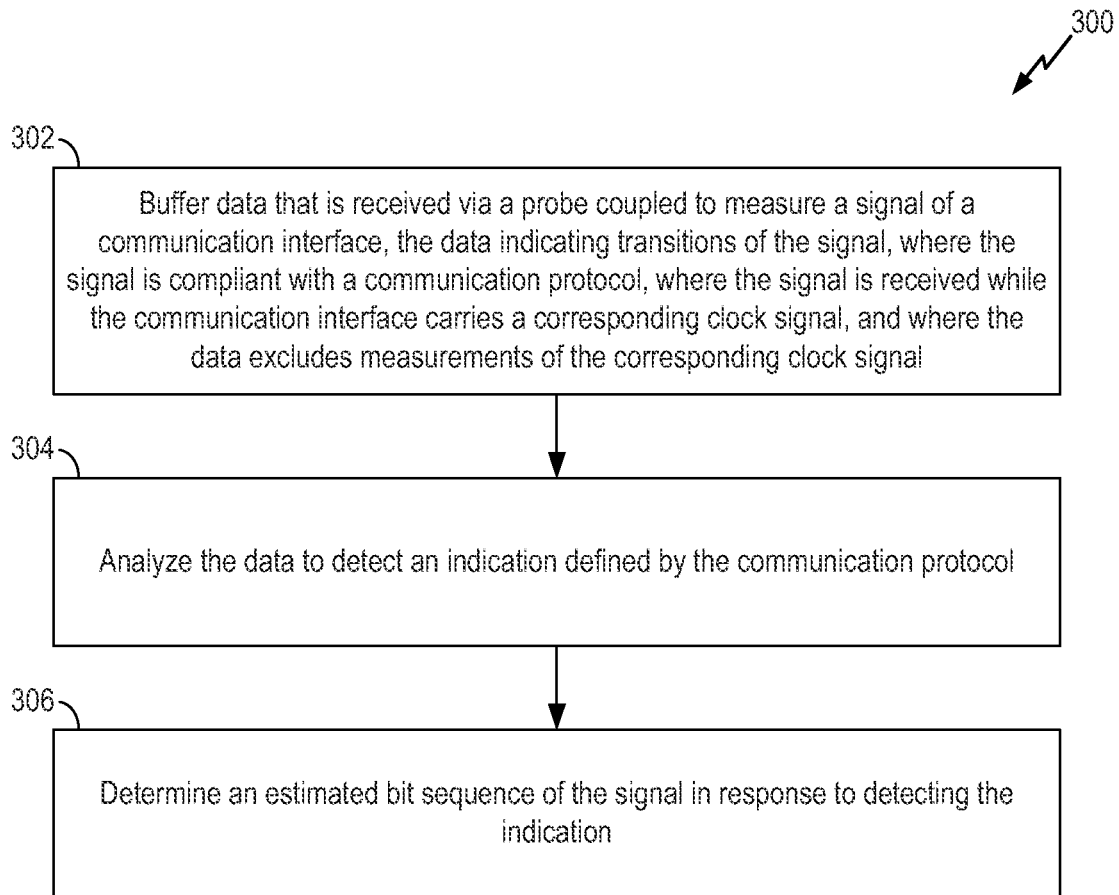 300
302
Buffer data that is received via a probe coupled to measure a signal of a
communication interface, the data indicating transitions of the signal, where the
signal is compliant with a communication protocol, where the signal is received while
the communication interface carries a corresponding clock signal, and where the
data excludes measurements of the corresponding clock signal
304
Analyze the data to detect an indication defined by the communication protocol
306
Determine an estimated bit sequence of the signal in response to detecting the
indication